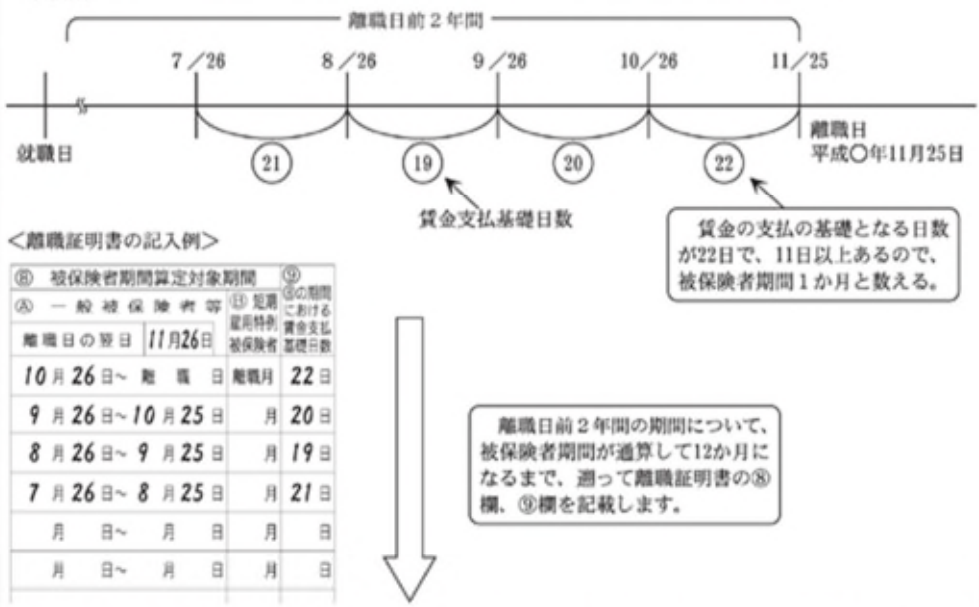 離職日前２年間
7／26 8／26 9／26 10／26 11／25
就職日
離職日
平成〇年11月25日
21 19 20 22
賃金支払基礎日数
賃金の支払の基礎となる日数
が22日で、11日以上あるので、
被保険者期間１か月と数える。
＜離職証明書の記入例＞
⑧ 被保険者期間算定対象期間
Ⓐ 一般被保険者等
離職日の翌日 11月26日
Ⓑ 短期
雇用特例
被保険者
⑨
⑧の期間
における
賃金支払
基礎日数
10月26日～ 離職日 離職月 22日
9月26日～10月25日 月 20日
8月26日～9月25日 月 19日
7月26日～8月25日 月 21日
月 日～ 月 日 月 日
月 日～ 月 日 月 日
離職日前２年間の期間について、
被保険者期間が通算して12か月に
なるまで、遡って離職証明書の⑧
欄、⑨欄を記載します。